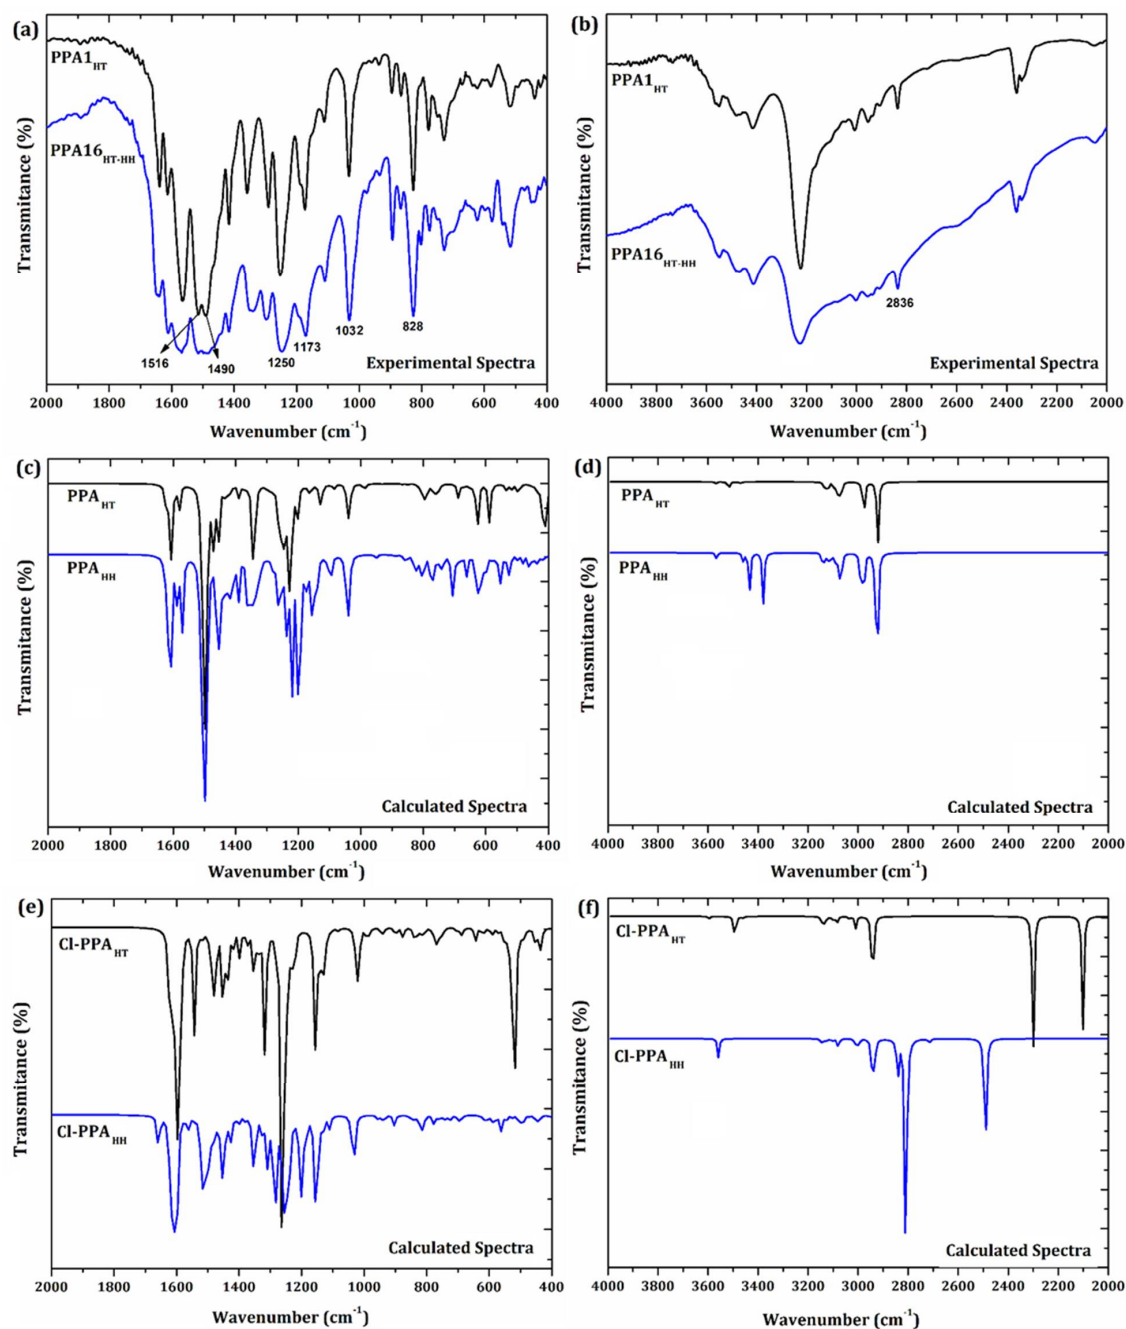 (a)
PPA1HT
PPA16HT-HH
1516
1490
1250
1173
1032
828
Experimental Spectra
Transmitance (%)
2000 1800 1600 1400 1200 1000 800 600 400
Wavenumber (cm-1)
(b)
PPA1HT
PPA16HT-HH
2836
Experimental Spectra
Transmitance (%)
4000 3800 3600 3400 3200 3000 2800 2600 2400 2200 2000
Wavenumber (cm-1)
(c)
PPAHT
PPAHH
Calculated Spectra
Transmitance (%)
2000 1800 1600 1400 1200 1000 800 600 400
Wavenumber (cm-1)
(d)
PPAHT
PPAHH
Calculated Spectra
Transmitance (%)
4000 3800 3600 3400 3200 3000 2800 2600 2400 2200 2000
Wavenumber (cm-1)
(e)
Cl-PPAHT
Cl-PPAHH
Calculated Spectra
Transmitance (%)
2000 1800 1600 1400 1200 1000 800 600 400
Wavenumber (cm-1)
(f)
Cl-PPAHT
Cl-PPAHH
Calculated Spectra
Transmitance (%)
4000 3800 3600 3400 3200 3000 2800 2600 2400 2200 2000
Wavenumber (cm-1)